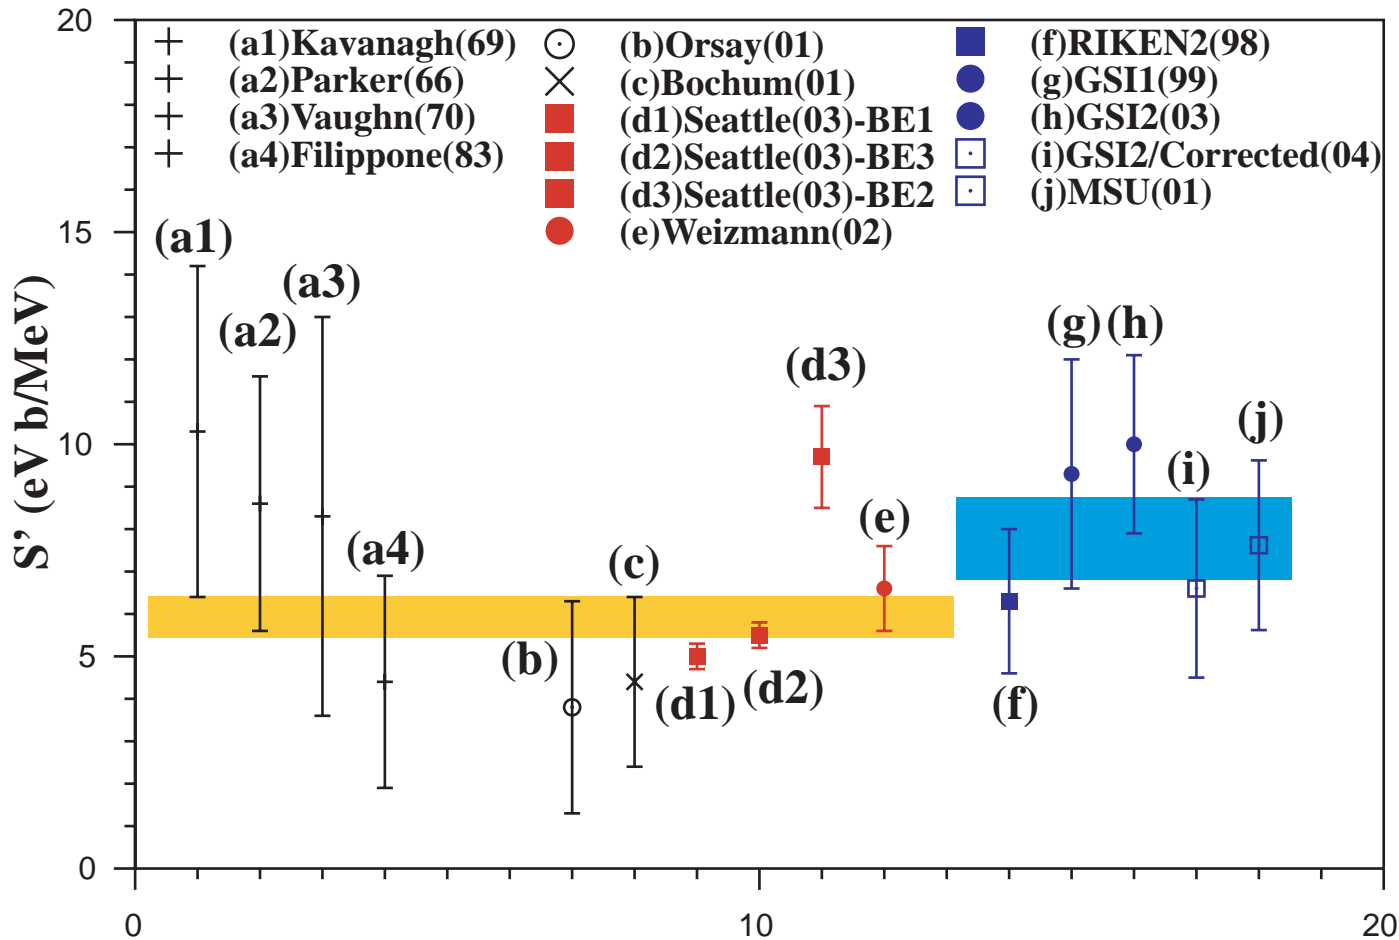 20
15
10
5
0
S’ (eV b/MeV)
(a1)Kavanagh(69)
(a2)Parker(66)
(a3)Vaughn(70)
(a4)Filippone(83)
(b)Orsay(01)
(c)Bochum(01)
(d1)Seattle(03)-BE1
(d2)Seattle(03)-BE3
(d3)Seattle(03)-BE2
(e)Weizmann(02)
(f)RIKEN2(98)
(g)GSI1(99)
(h)GSI2(03)
(i)GSI2/Corrected(04)
(j)MSU(01)
(a1)
(a2)
(a3)
(a4)
(b)
(c)
(d1)
(d2)
(d3)
(e)
(f)
(g)
(h)
(i)
(j)
0
10
20